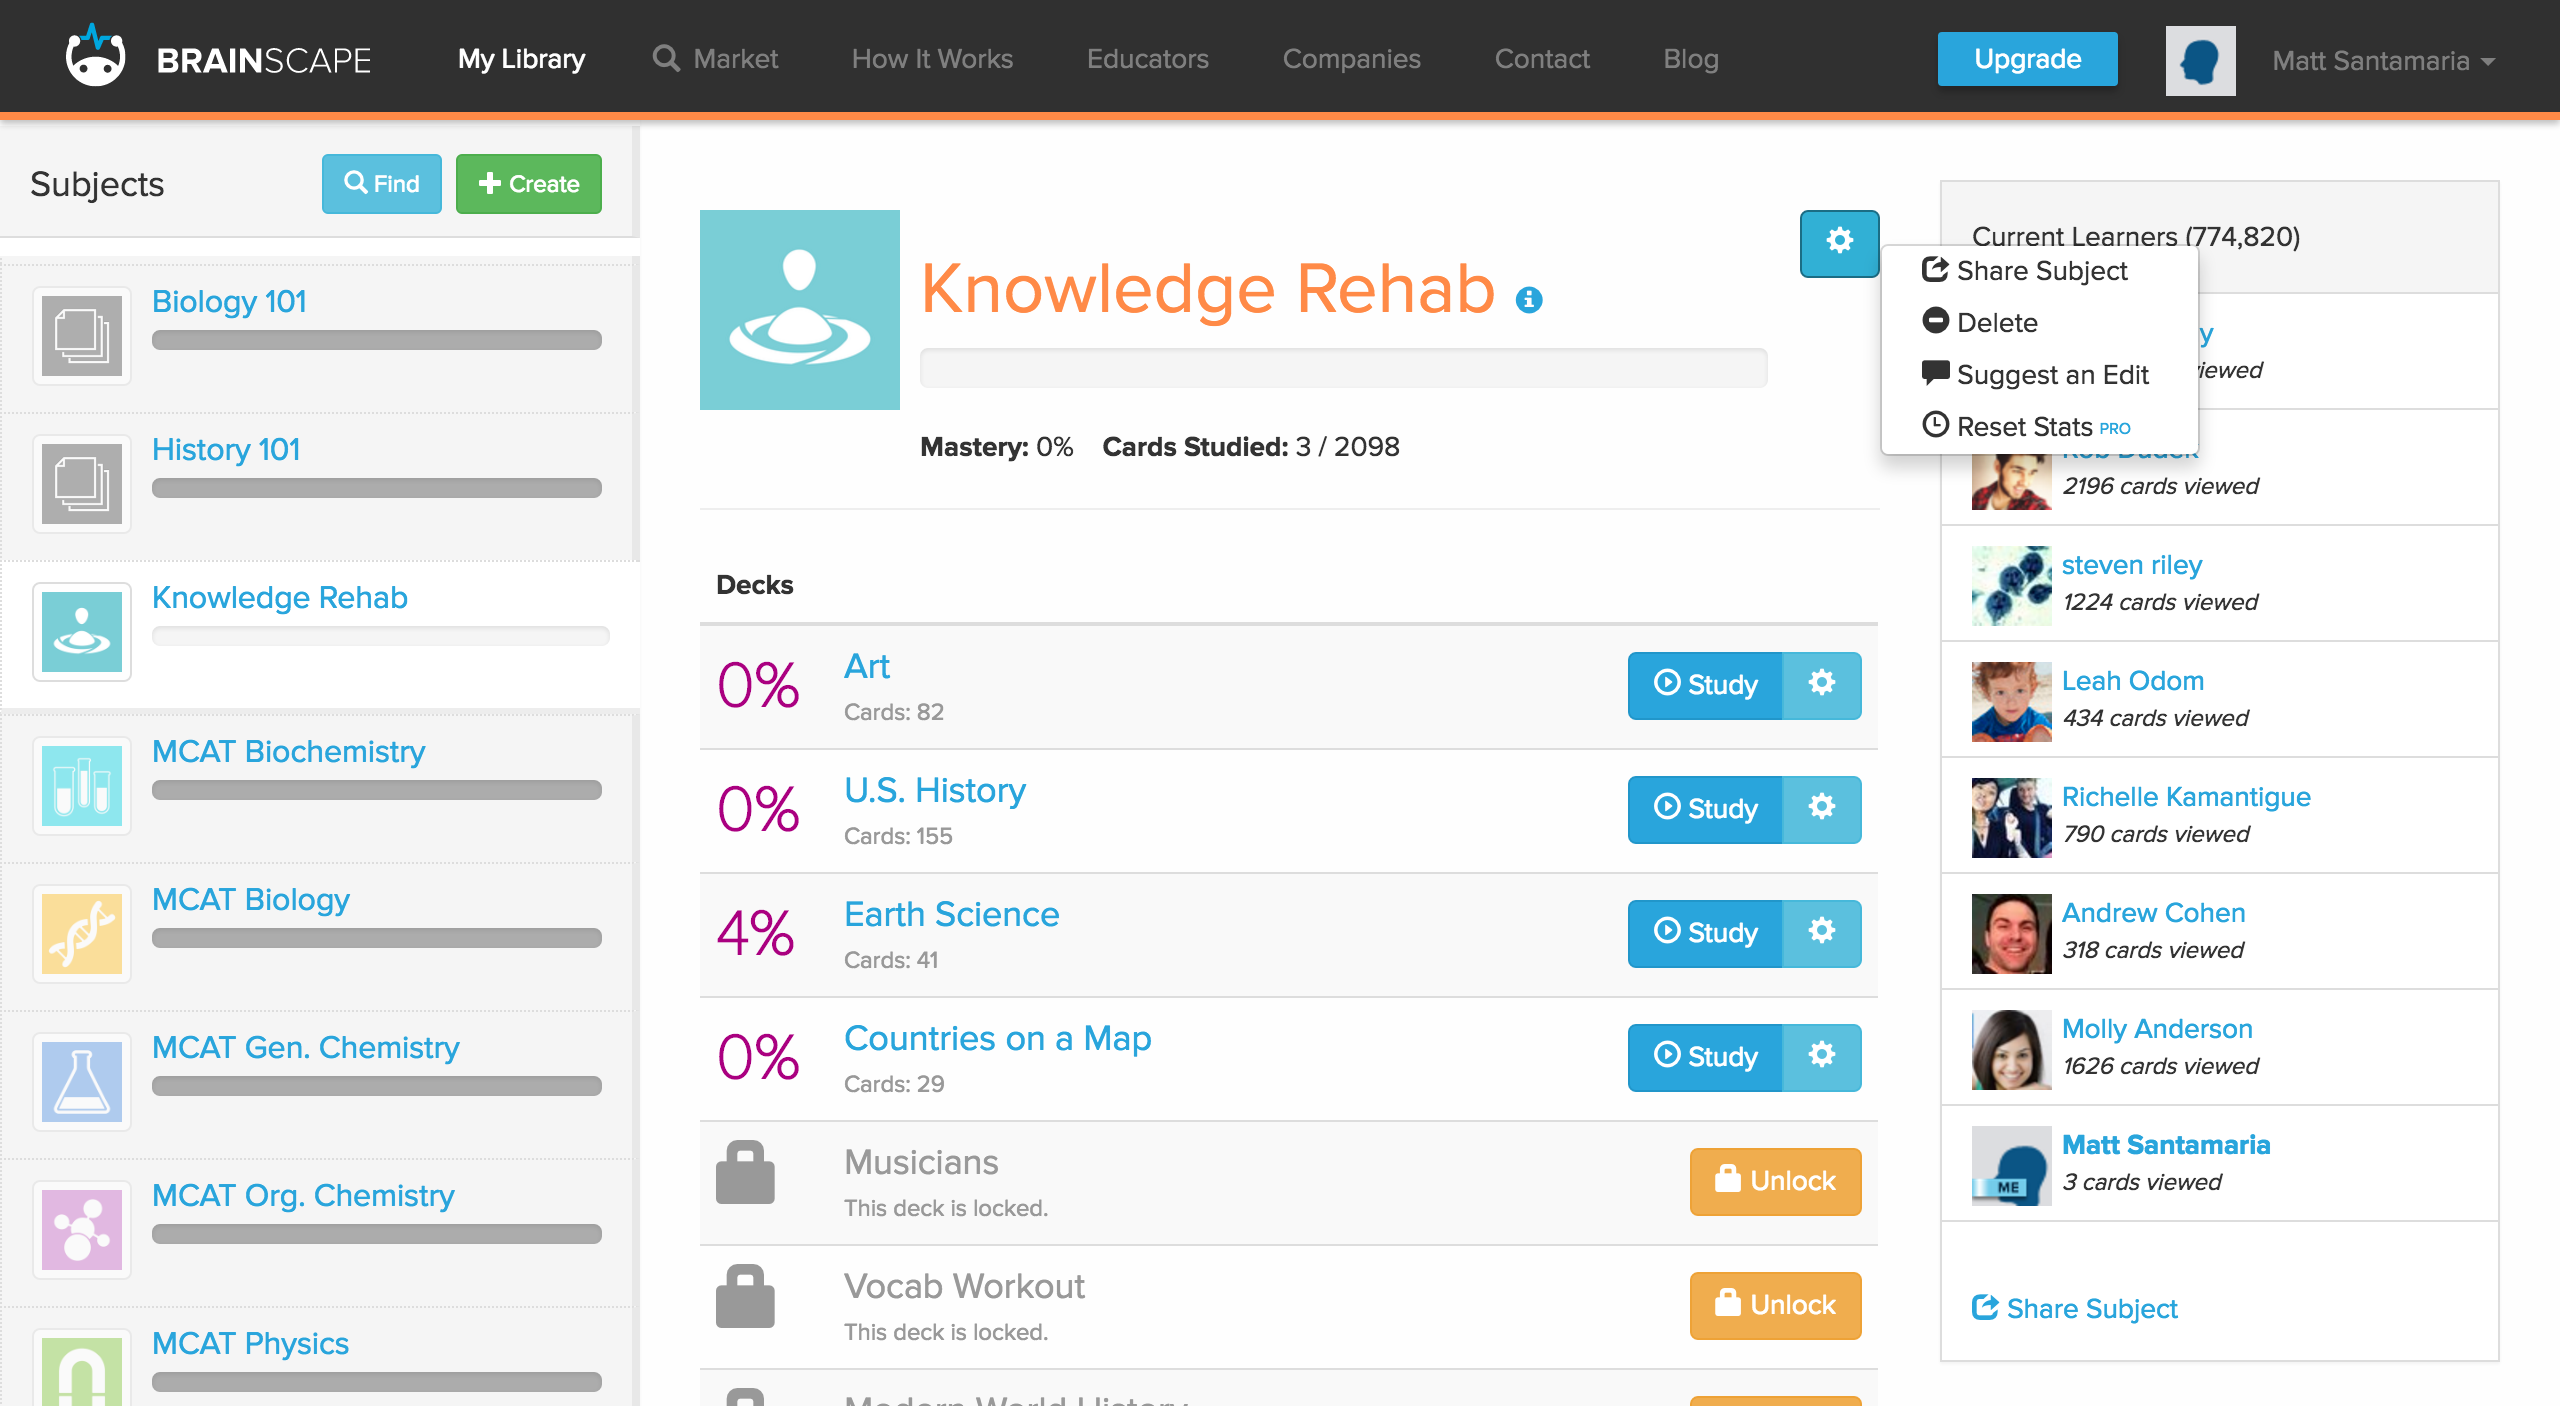 BRAINSCAPE
My Library
Market
How It Works
Educators
Companies
Contact
Blog
Upgrade
Matt Santamaria
Subjects
Find
Create
Biology 101
History 101
Knowledge Rehab
MCAT Biochemistry
MCAT Biology
MCAT Gen. Chemistry
MCAT Org. Chemistry
MCAT Physics
Knowledge Rehab
Mastery: 0% Cards Studied: 3 / 2098
Decks
0%
Art
Cards: 82
Study
0%
U.S. History
Cards: 155
Study
4%
Earth Science
Cards: 41
Study
0%
Countries on a Map
Cards: 29
Study
Musicians
This deck is locked.
Unlock
Vocab Workout
This deck is locked.
Unlock
Modern World History
Current Learners (774,820)
Share Subject
Delete
Suggest an Edit
Reset Stats PRO
2196 cards viewed
steven riley
1224 cards viewed
Leah Odom
434 cards viewed
Richelle Kamantigue
790 cards viewed
Andrew Cohen
318 cards viewed
Molly Anderson
1626 cards viewed
ME
Matt Santamaria
3 cards viewed
Share Subject